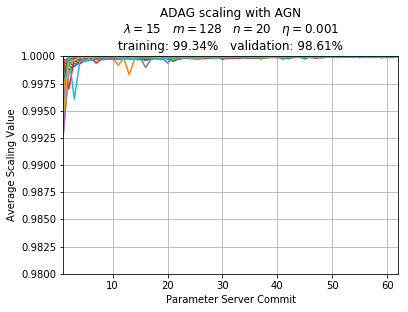 ADAG scaling with AGN
λ = 15 m = 128 n = 20 η = 0.001
training: 99.34% validation: 98.61%
1.0000
0.9975
0.9950
0.9925
0.9900
0.9875
0.9850
0.9825
0.9800
Average Scaling Value
10 20 30 40 50 60
Parameter Server Commit